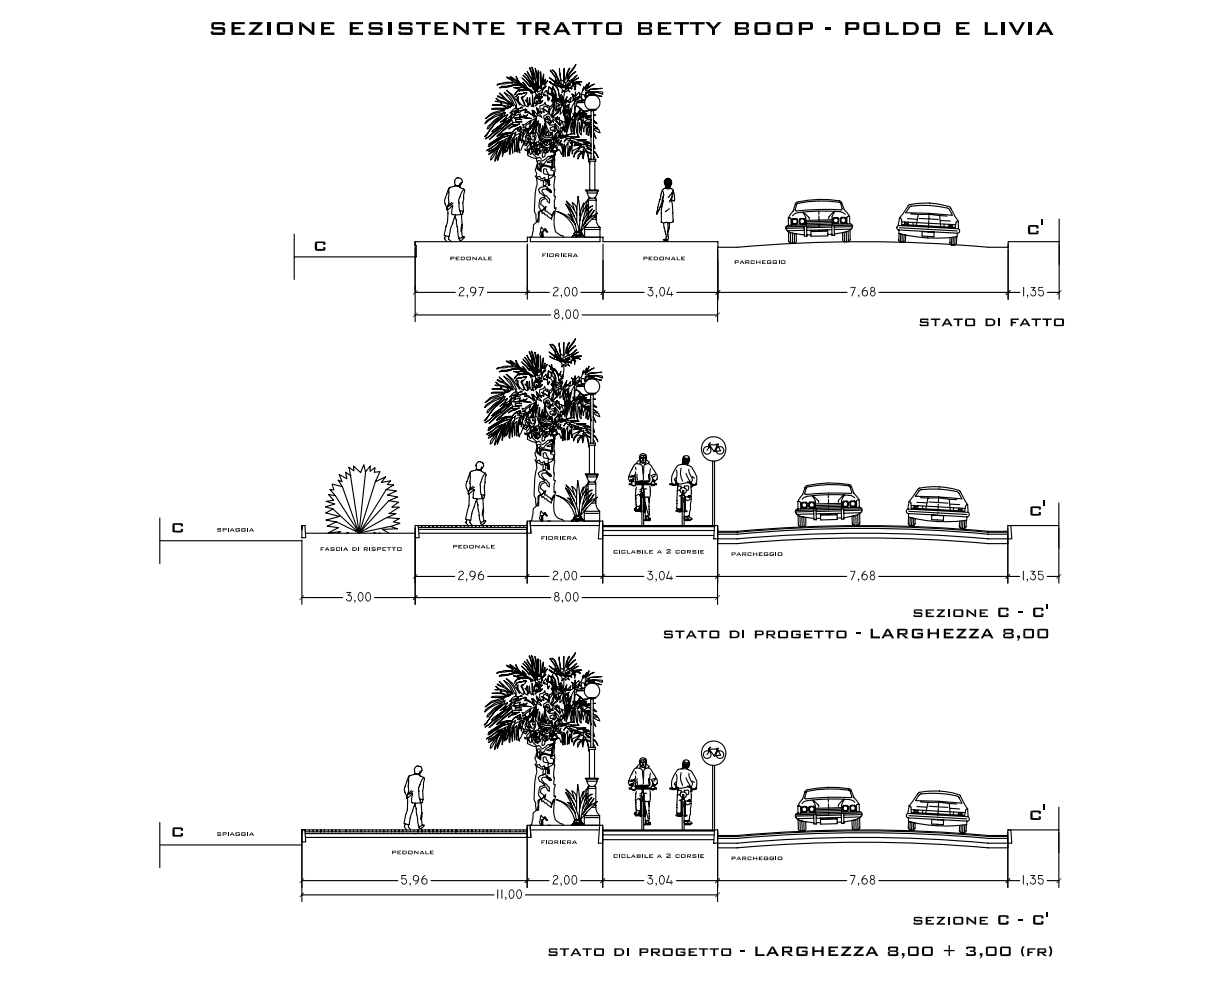 SEZIONE ESISTENTE TRATTO BETTY BOOP - POLDO E LIVIA
C C'
PEDONALE FIORIERA PEDONALE PARCHEGGIO
2,97 2,00 3,04 7,68 1,35
8,00
STATO DI FATTO
C SPIAGGIA C'
FASCIA DI RISPETTO PEDONALE FIORIERA CICLABILE A 2 CORSIE PARCHEGGIO
2,96 2,00 3,04 7,68 1,35
3,00 8,00
SEZIONE C - C'
STATO DI PROGETTO - LARGHEZZA 8,00
C SPIAGGIA C'
PEDONALE FIORIERA CICLABILE A 2 CORSIE PARCHEGGIO
5,96 2,00 3,04 7,68 1,35
11,00
SEZIONE C - C'
STATO DI PROGETTO - LARGHEZZA 8,00 + 3,00 (FR)